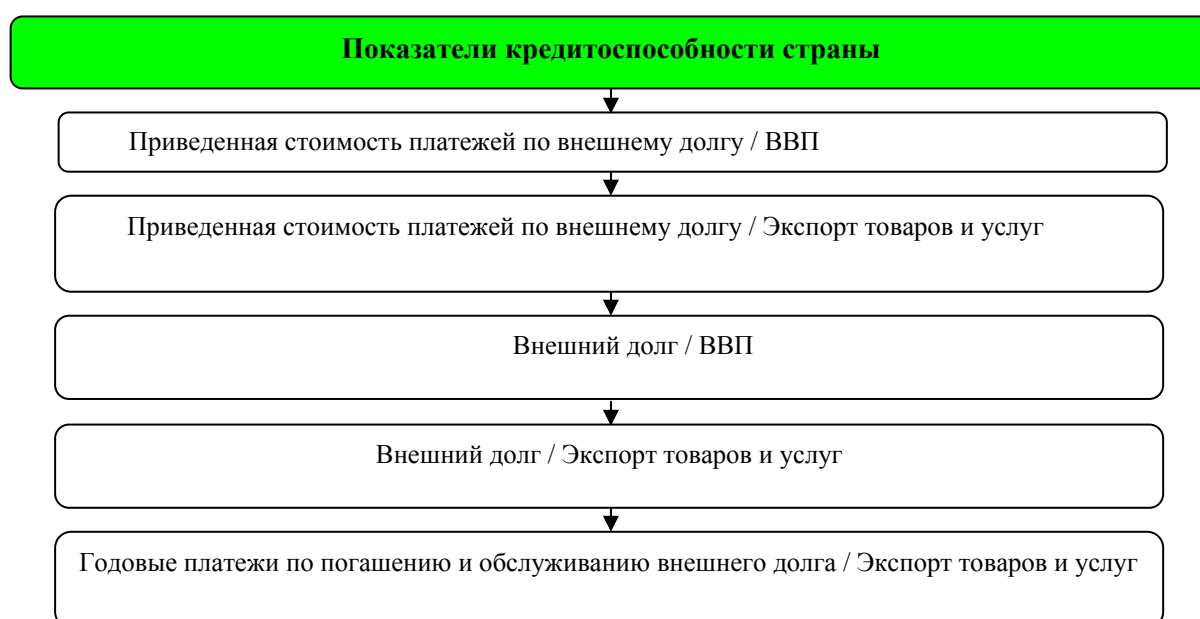 Показатели кредитоспособности страны
Приведенная стоимость платежей по внешнему долгу / ВВП
Приведенная стоимость платежей по внешнему долгу / Экспорт товаров и услуг
Внешний долг / ВВП
Внешний долг / Экспорт товаров и услуг
Годовые платежи по погашению и обслуживанию внешнего долга / Экспорт товаров и услуг